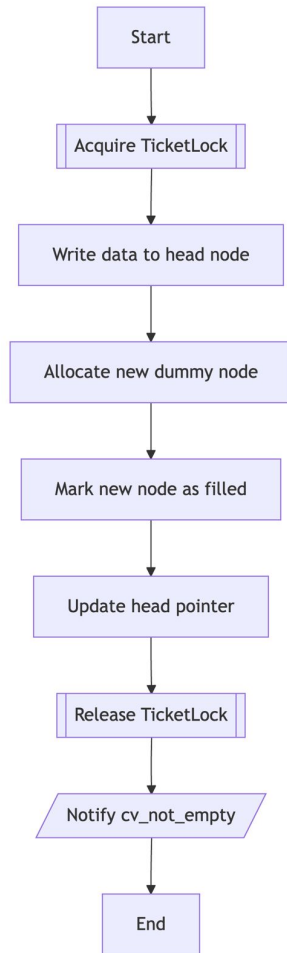 Start
Acquire TicketLock
Write data to head node
Allocate new dummy node
Mark new node as filled
Update head pointer
Release TicketLock
Notify cv_not_empty
End